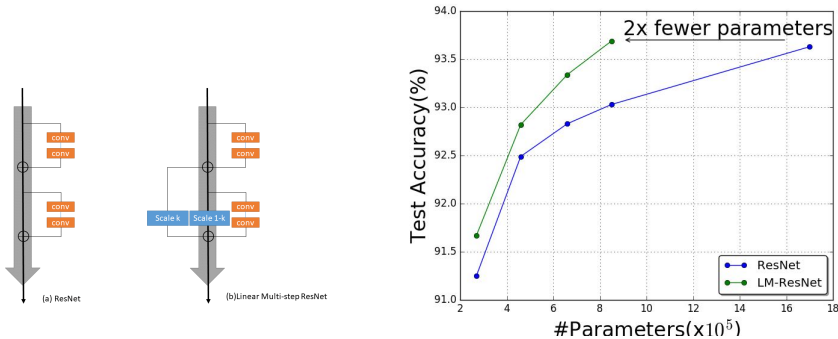 conv
conv
conv
conv
(a) ResNet
conv
conv
Scale k
Scale 1-k
conv
conv
(b)Linear Multi-step ResNet
94.0
93.5
93.0
92.5
92.0
91.5
91.0
Test Accuracy(%)
2x fewer parameters
ResNet
LM-ResNet
2 4 6 8 10 12 14 16 18
#Parameters(x10⁵)